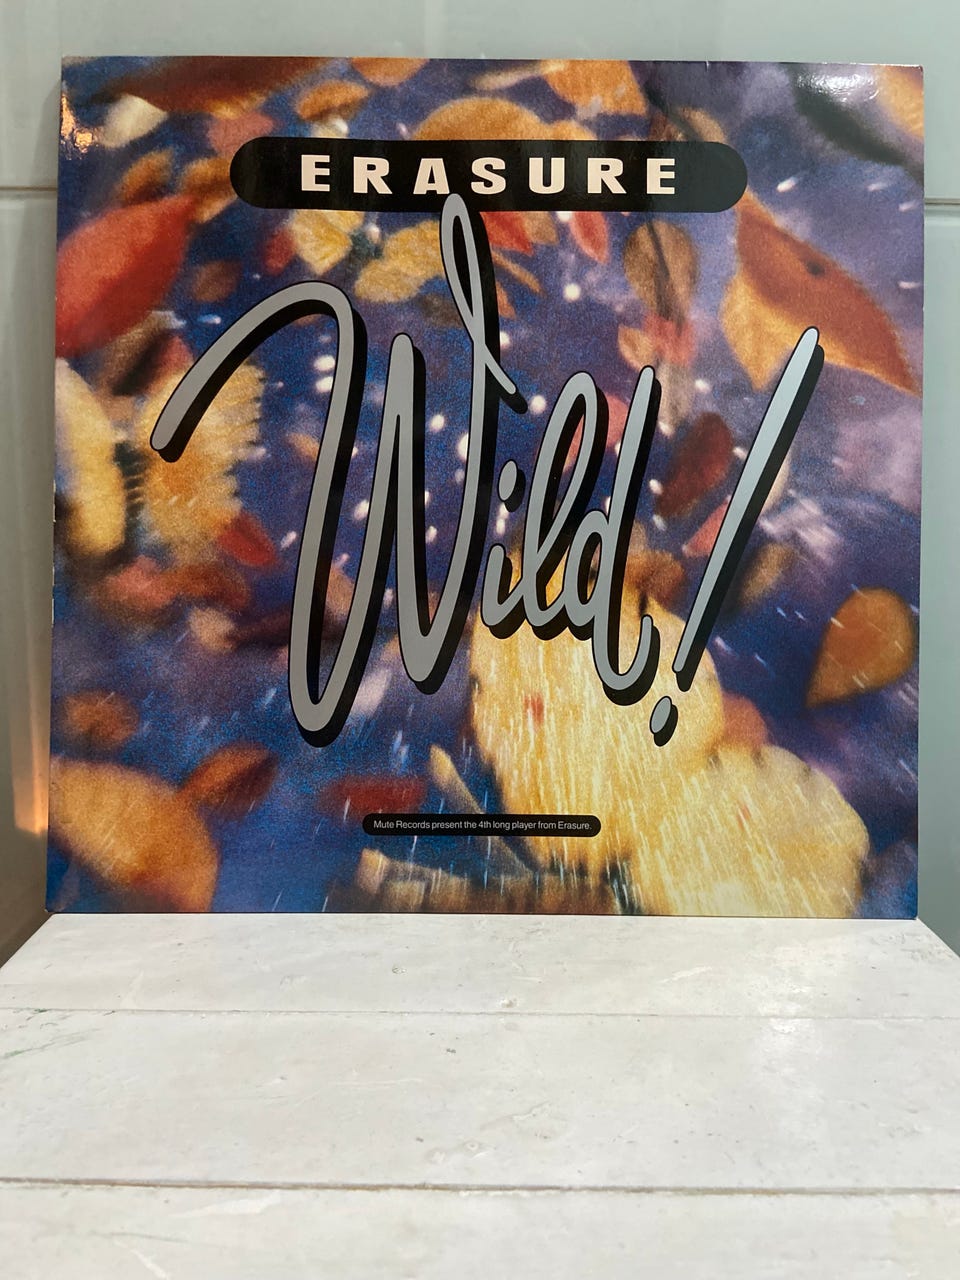 ERASURE
Wild!
Mute Records present the 4th long player from Erasure.